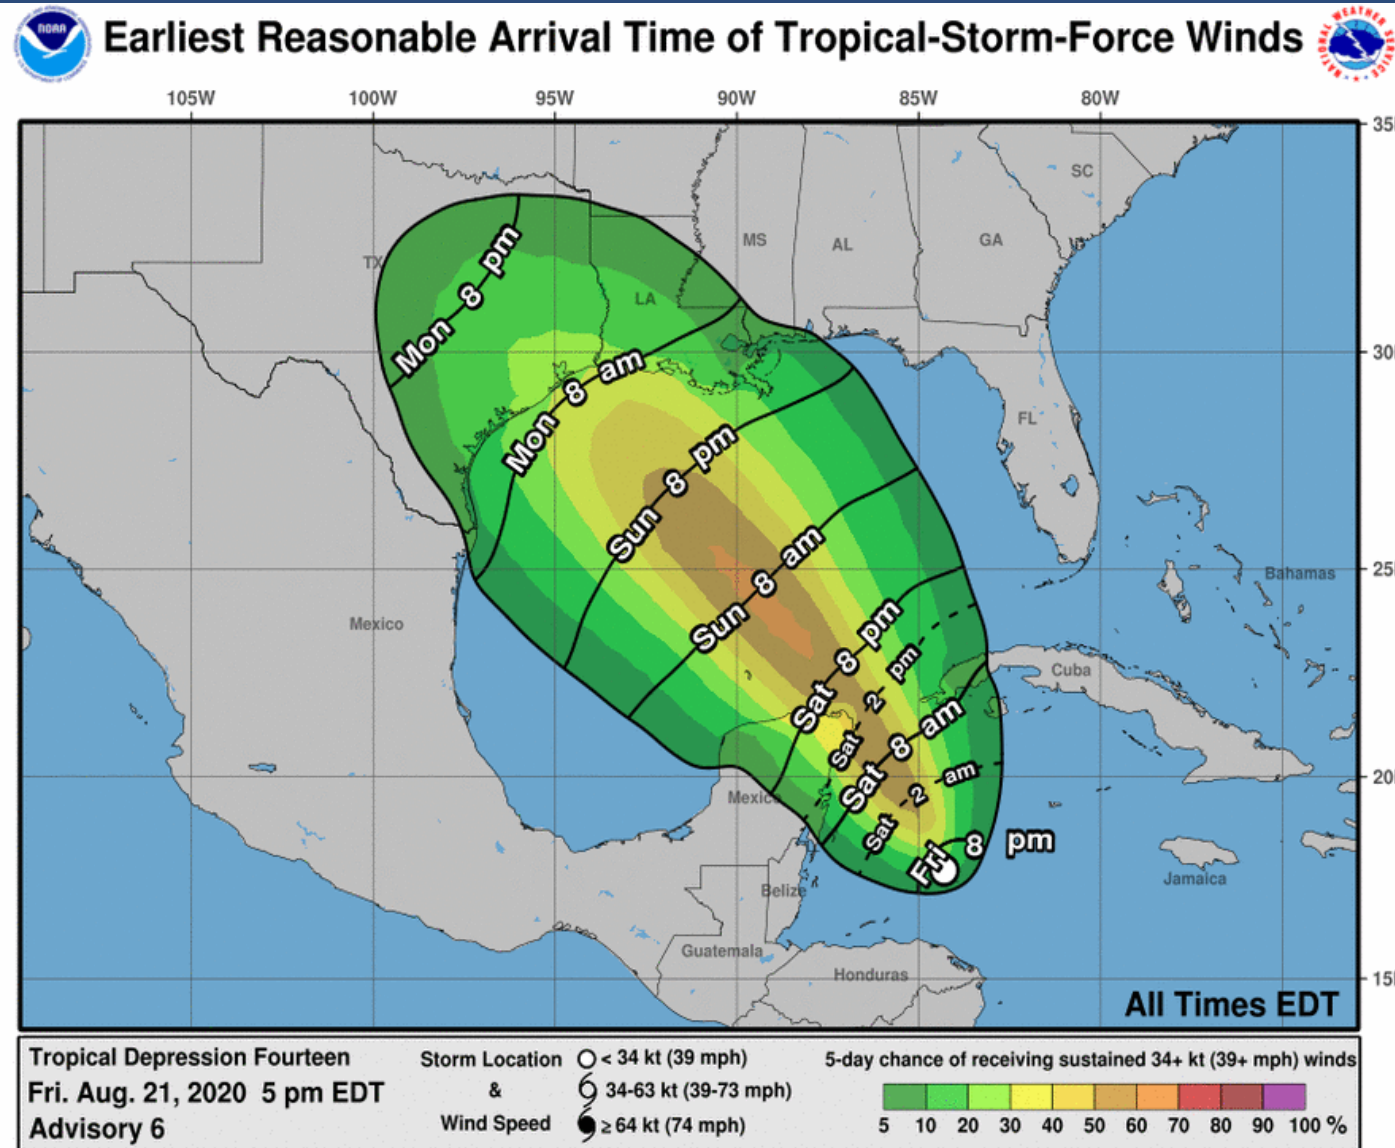 Earliest Reasonable Arrival Time of Tropical-Storm-Force Winds
NOAA
NATIONAL WEATHER SERVICE
105W 100W 95W 90W 85W 80W
35
SC
MS AL GA
TX
LA
Mon 8 pm
30
Mon 8 am
FL
Sun 8 pm
25
Bahamas
Sun 8 am
Mexico
Sat 8 pm
Cuba
Sat 2 pm
Sat 8 am
20
Mexico
Sat 2 am
Fri 8 pm
Jamaica
Belize
Guatemala
Honduras
15
All Times EDT
Tropical Depression Fourteen
Fri. Aug. 21, 2020 5 pm EDT
Advisory 6
Storm Location
&
Wind Speed
< 34 kt (39 mph)
34-63 kt (39-73 mph)
≥ 64 kt (74 mph)
5-day chance of receiving sustained 34+ kt (39+ mph) winds
5 10 20 30 40 50 60 70 80 90 100 %